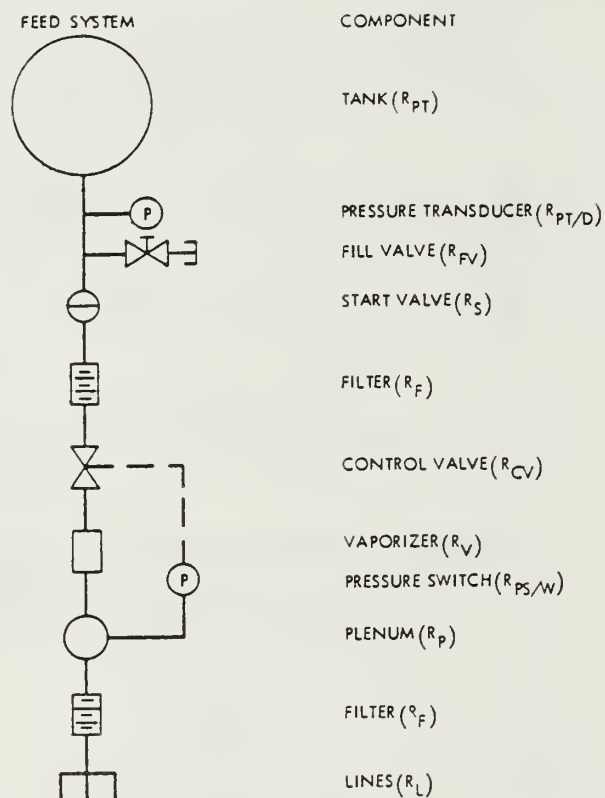 FEED SYSTEM COMPONENT
TANK (R_PT)
P PRESSURE TRANSDUCER (R_PT/D)
FILL VALVE (R_FV)
START VALVE (R_S)
FILTER (R_F)
CONTROL VALVE (R_CV)
VAPORIZER (R_V)
P PRESSURE SWITCH (R_PS/W)
PLENUM (R_P)
FILTER (R_F)
LINES (R_L)